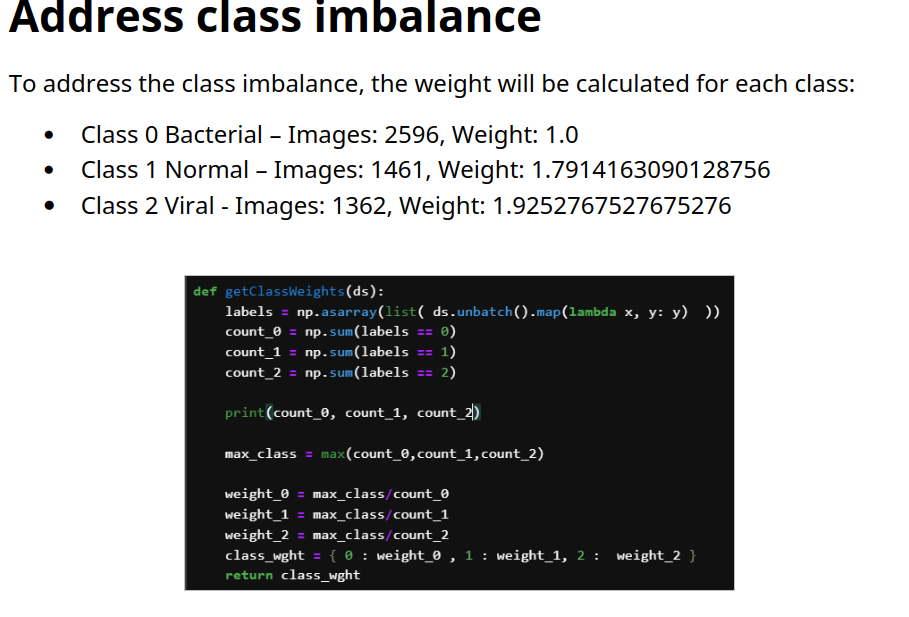 Address class imbalance
To address the class imbalance, the weight will be calculated for each class:
• Class 0 Bacterial – Images: 2596, Weight: 1.0
• Class 1 Normal – Images: 1461, Weight: 1.7914163090128756
• Class 2 Viral - Images: 1362, Weight: 1.9252767527675276
def getClassWeights(ds):
    labels = np.asarray(list( ds.unbatch().map(lambda x, y: y)  ))
    count_0 = np.sum(labels == 0)
    count_1 = np.sum(labels == 1)
    count_2 = np.sum(labels == 2)
    print(count_0, count_1, count_2)
    max_class = max(count_0,count_1,count_2)
    weight_0 = max_class/count_0
    weight_1 = max_class/count_1
    weight_2 = max_class/count_2
    class_wght = { 0 : weight_0 , 1 : weight_1, 2 :  weight_2 }
    return class_wght